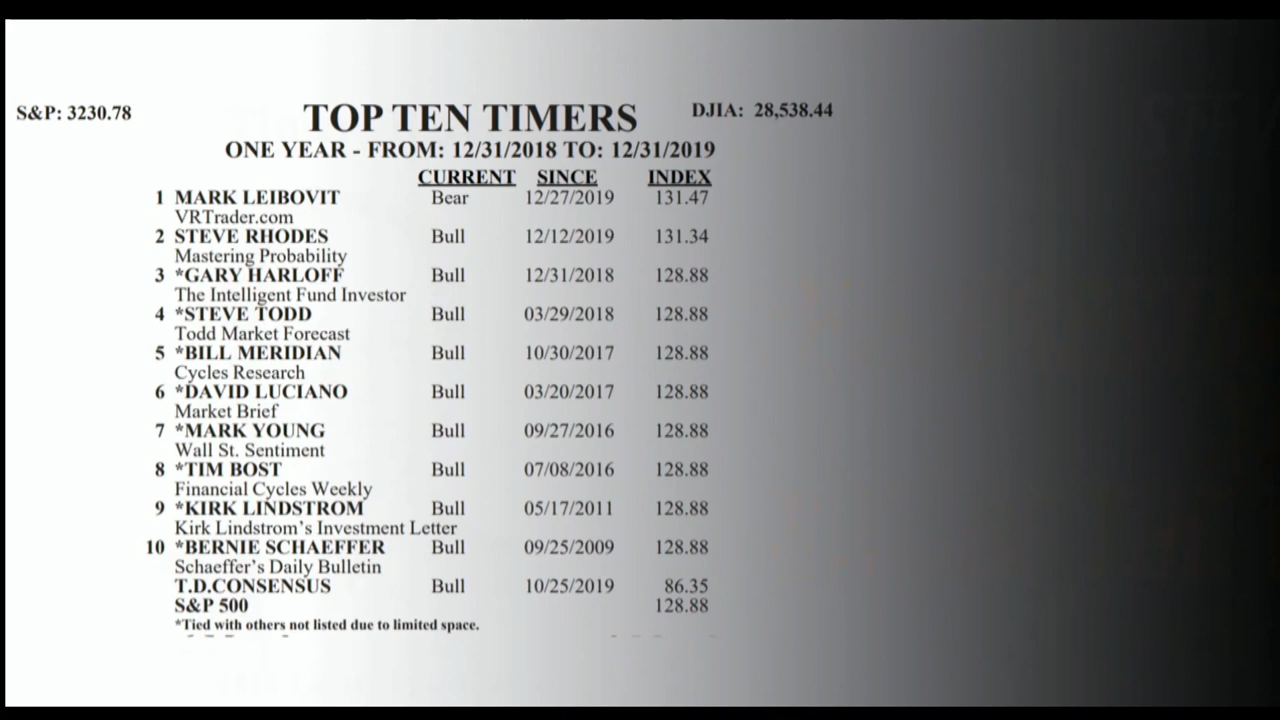 S&P: 3230.78 TOP TEN TIMERS DJIA: 28,538.44
ONE YEAR - FROM: 12/31/2018 TO: 12/31/2019
CURRENT SINCE INDEX
1 MARK LEIBOVIT Bear 12/27/2019 131.47
VRTrader.com
2 STEVE RHODES Bull 12/12/2019 131.34
Mastering Probability
3 *GARY HARLOFF Bull 12/31/2018 128.88
The Intelligent Fund Investor
4 *STEVE TODD Bull 03/29/2018 128.88
Todd Market Forecast
5 *BILL MERIDIAN Bull 10/30/2017 128.88
Cycles Research
6 *DAVID LUCIANO Bull 03/20/2017 128.88
Market Brief
7 *MARK YOUNG Bull 09/27/2016 128.88
Wall St. Sentiment
8 *TIM BOST Bull 07/08/2016 128.88
Financial Cycles Weekly
9 *KIRK LINDSTROM Bull 05/17/2011 128.88
Kirk Lindstrom's Investment Letter
10 *BERNIE SCHAEFFER Bull 09/25/2009 128.88
Schaeffer's Daily Bulletin
T.D.CONSENSUS Bull 10/25/2019 86.35
S&P 500 128.88
*Tied with others not listed due to limited space.